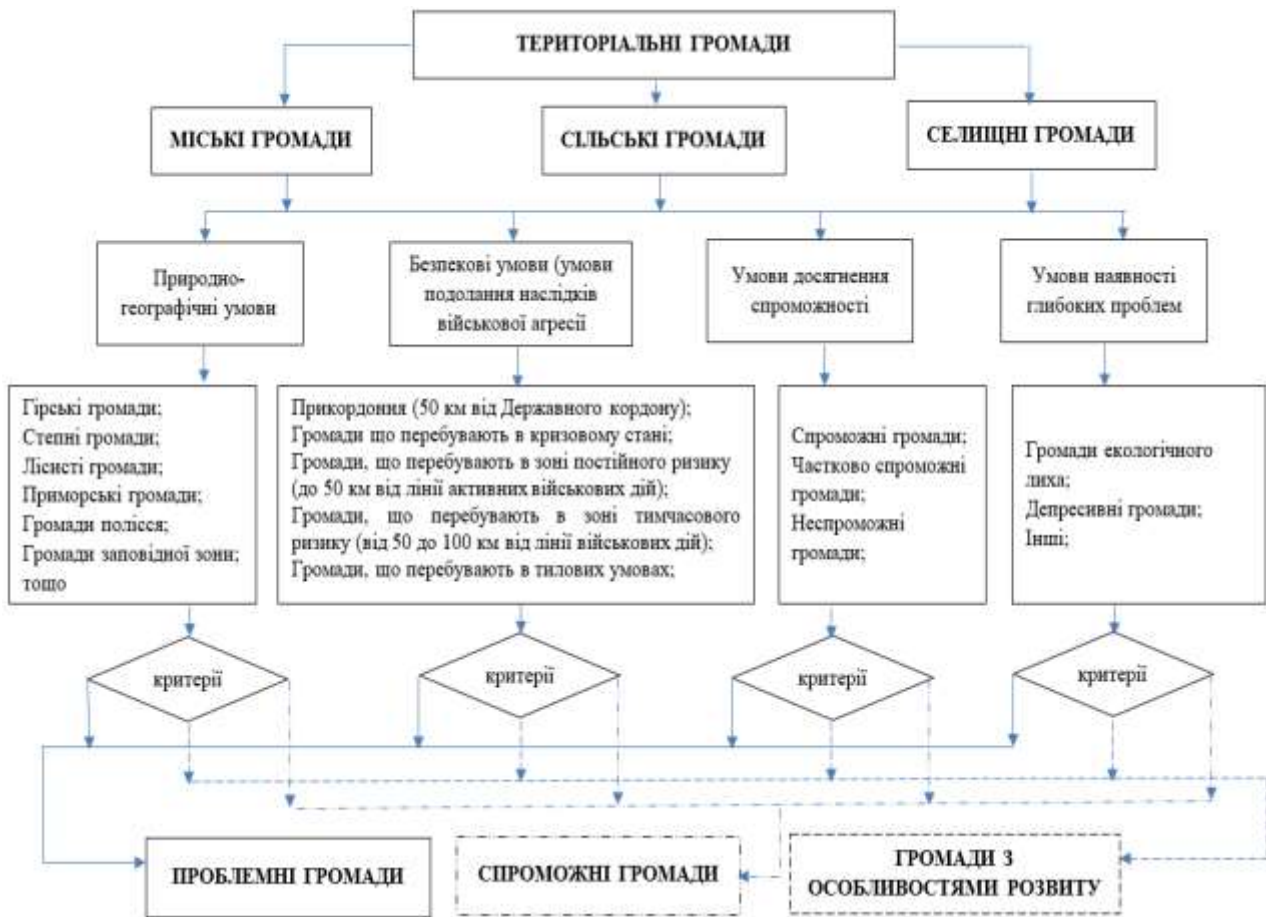 ТЕРИТОРІАЛЬНІ ГРОМАДИ
МІСЬКІ ГРОМАДИ
СІЛЬСЬКІ ГРОМАДИ
СЕЛИЩНІ ГРОМАДИ
Природно-
географічні умови
Безпекові умови (умови
подолання наслідків
військової агресії
Умови досягнення
спроможності
Умови наявності
глибоких проблем
Гірські громади;
Степні громади;
Лісисті громади;
Приморські громади;
Громади полісся;
Громади заповідної зони;
тощо
Прикордоння (50 км від Державного кордону);
Громади що перебувають в кризовому стані;
Громади, що перебувають в зоні постійного ризику
(до 50 км від лінії активних військових дій);
Громади, що перебувають в зоні тимчасового
ризику (від 50 до 100 км від лінії військових дій);
Громади, що перебувають в тилових умовах;
Спроможні громади;
Частково спроможні
громади;
Неспроможні
громади;
Громади екологічного
лиха;
Депресивні громади;
Інші;
критерії
критерії
критерії
критерії
ПРОБЛЕМНІ ГРОМАДИ
СПРОМОЖНІ ГРОМАДИ
ГРОМАДИ З
ОСОБЛИВОСТЯМИ РОЗВИТУ